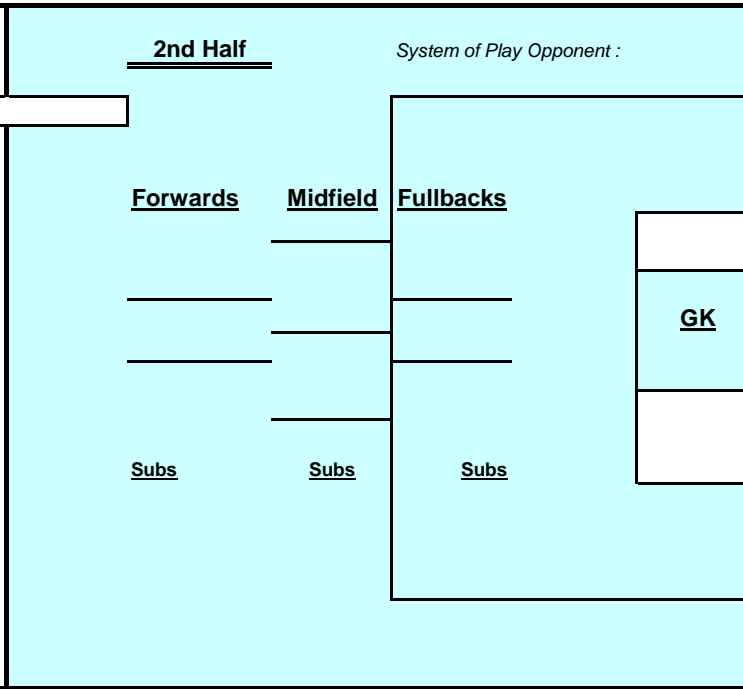 2nd Half System of Play Opponent :
Forwards Midfield Fullbacks
GK
Subs Subs Subs